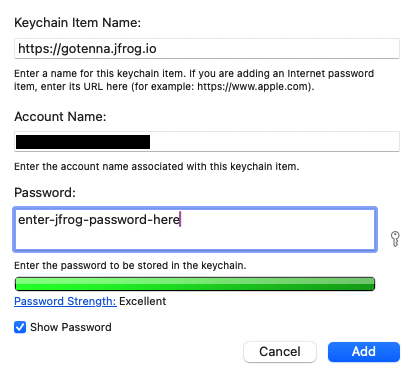 Keychain Item Name:
https://gotenna.jfrog.io
Enter a name for this keychain item. If you are adding an Internet password
item, enter its URL here (for example: https://www.apple.com).
Account Name:
Enter the account name associated with this keychain item.
Password:
enter-jfrog-password-here
Enter the password to be stored in the keychain.
Password Strength: Excellent
Show Password
Cancel Add